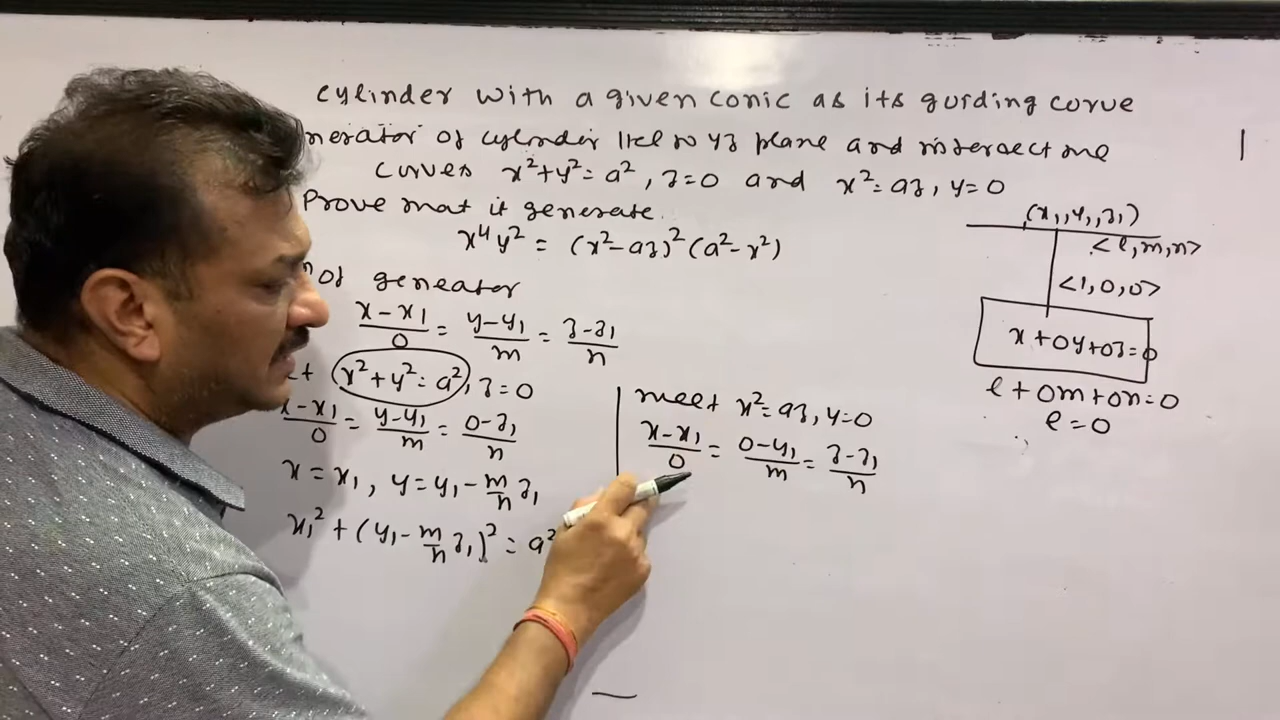 cylinder with a given conic as its guiding curve
nerator of cylinder ||el to yz plane and intersect the
curves x²+y²=a², z=0 and x²=az, y=0
Prove that it generate.
x⁴y² = (x²-az)²(a²-x²)
of geneator
(x-x₁)/0 = (y-y₁)/m = (z-z₁)/n
x²+y²=a², z=0
x-x₁/0 = (y-y₁)/m = (0-z₁)/n
x=x₁, y=y₁-m/n z₁
x₁²+(y₁-m/n z₁)²=a²
meet x²=az, y=0
(x-x₁)/0 = (0-y₁)/m = (z-z₁)/n
(x₁,y₁,z₁)
<l,m,n>
<1,0,0>
x+0y+0z=0
l+0m+0n=0
l=0